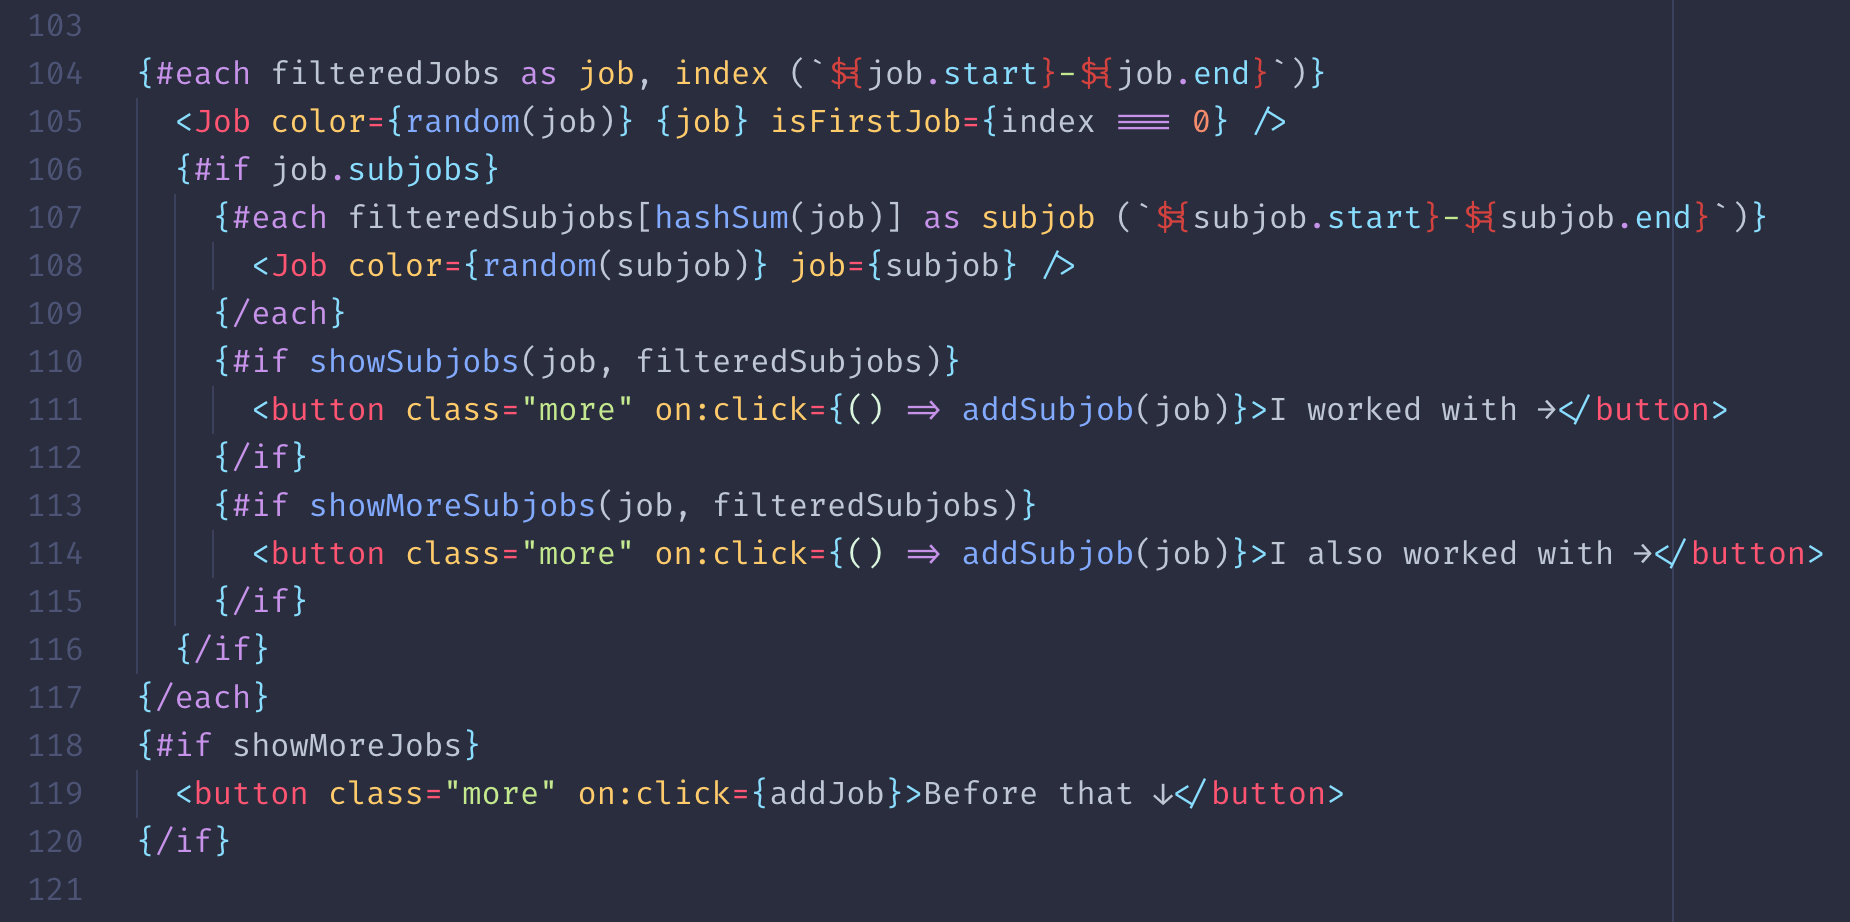 103
104 {#each filteredJobs as job, index (`${job.start}-${job.end}`)}
105 <Job color={random(job)} {job} isFirstJob={index === 0} />
106 {#if job.subjobs}
107 {#each filteredSubjobs[hashSum(job)] as subjob (`${subjob.start}-${subjob.end}`)}
108 <Job color={random(subjob)} job={subjob} />
109 {/each}
110 {#if showSubjobs(job, filteredSubjobs)}
111 <button class="more" on:click={() => addSubjob(job)}>I worked with →</button>
112 {/if}
113 {#if showMoreSubjobs(job, filteredSubjobs)}
114 <button class="more" on:click={() => addSubjob(job)}>I also worked with →</button>
115 {/if}
116 {/if}
117 {/each}
118 {#if showMoreJobs}
119 <button class="more" on:click={addJob}>Before that ↓</button>
120 {/if}
121